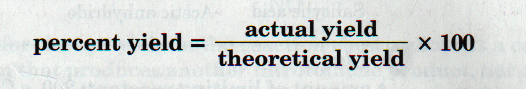 percent yield = actual yield / theoretical yield × 100